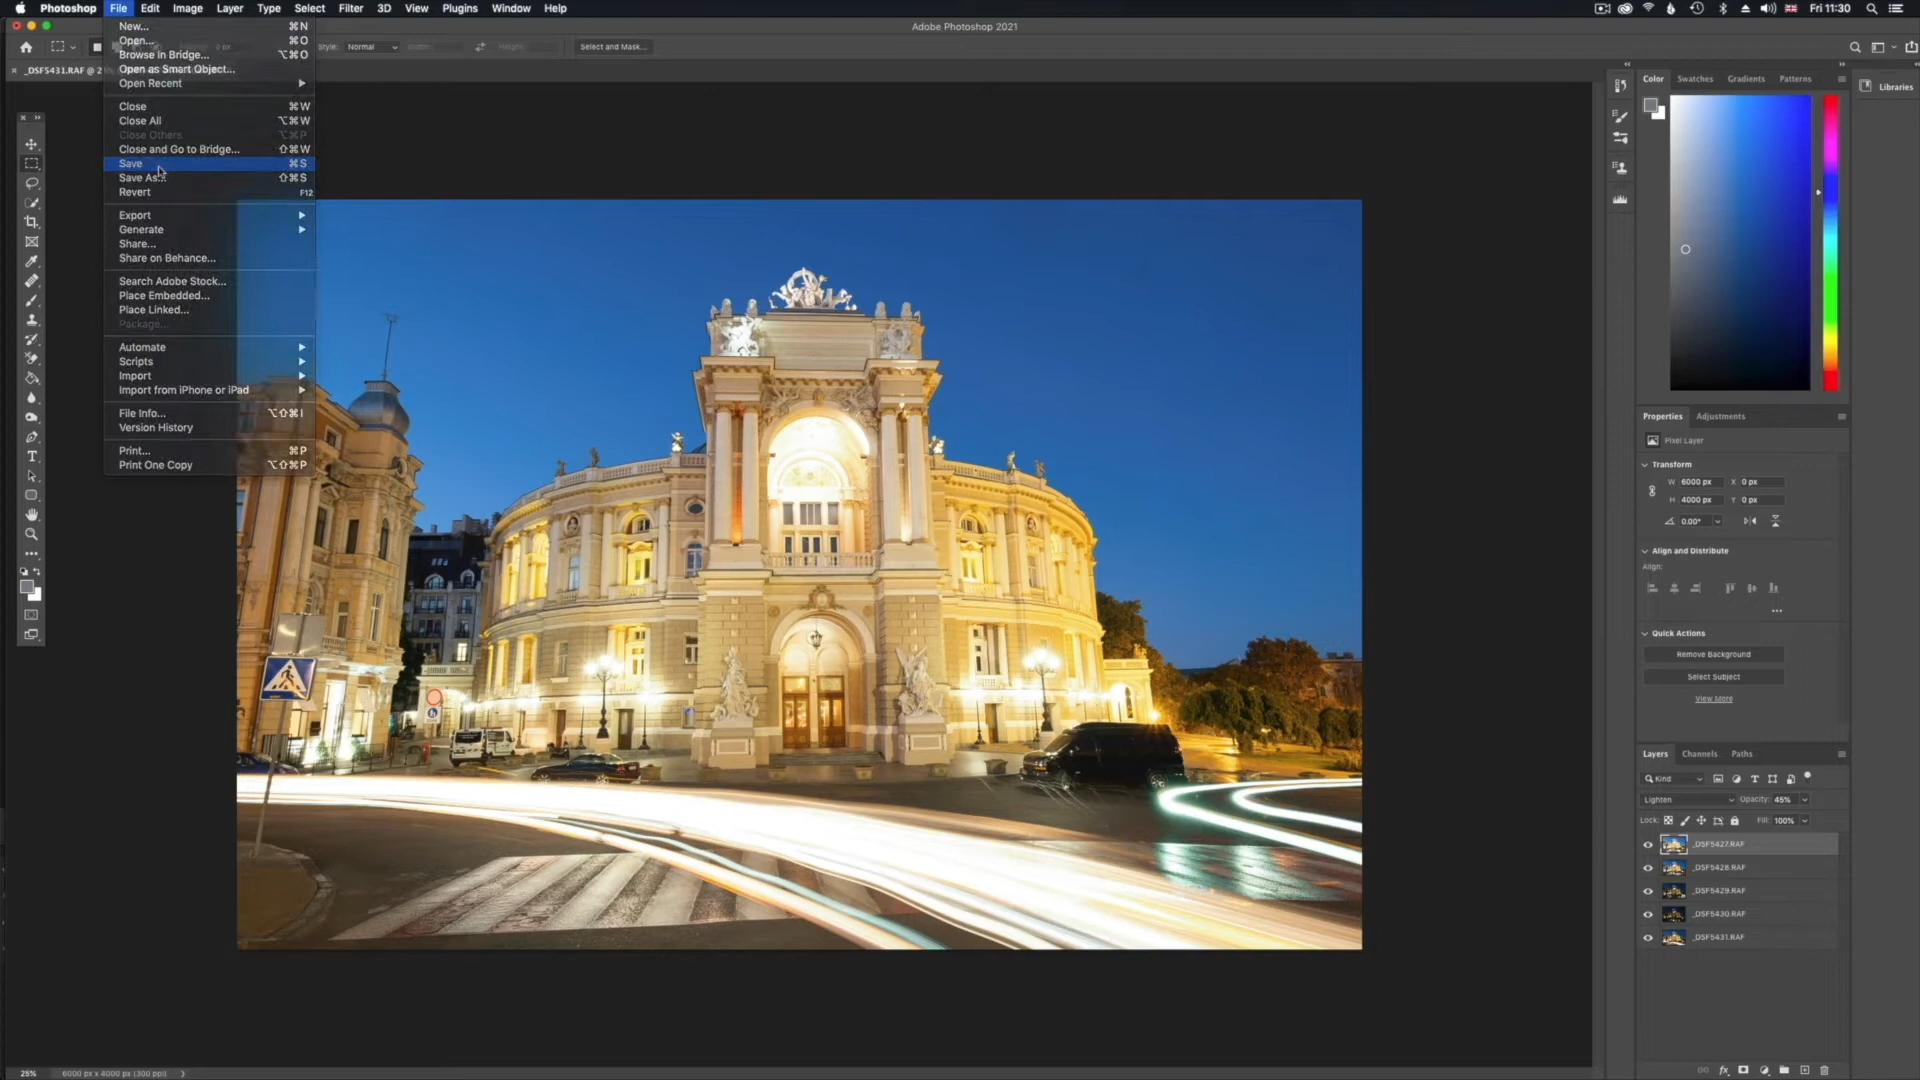 Photoshop File Edit Image Layer Type Select Filter 3D View Plugins Window Help Fri 11:30
Adobe Photoshop 2021
Style: Normal Width: Height: Select and Mask...
_DSF5431.RAF @ 2
New... ⌘N
Open... ⌘O
Browse in Bridge... ⌥⌘O
Open as Smart Object...
Open Recent
Close ⌘W
Close All ⌥⌘W
Close Others ⌥⌘P
Close and Go to Bridge... ⇧⌘W
Save ⌘S
Save As... ⇧⌘S
Revert F12
Export
Generate
Share...
Share on Behance...
Search Adobe Stock...
Place Embedded...
Place Linked...
Package...
Automate
Scripts
Import
Import from iPhone or iPad
File Info... ⌥⇧⌘I
Version History
Print... ⌘P
Print One Copy ⌥⇧⌘P
Color Swatches Gradients Patterns
Libraries
Properties Adjustments
Pixel Layer
Transform
W 6000 px X 0 px
H 4000 px Y 0 px
0.00°
Align and Distribute
Align:
Quick Actions
Remove Background
Select Subject
View More
Layers Channels Paths
Kind
Lighten Opacity: 45%
Lock: Fill: 100%
_DSF5427.RAF
_DSF5428.RAF
_DSF5429.RAF
_DSF5430.RAF
_DSF5431.RAF
25% 6000 px x 4000 px (300 ppi)